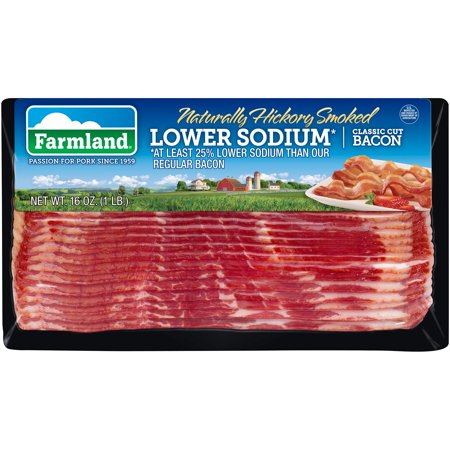 Naturally Hickory Smoked
Farmland
PASSION FOR PORK SINCE 1959
LOWER SODIUM*
*AT LEAST 25% LOWER SODIUM THAN OUR
REGULAR BACON
CLASSIC CUT
BACON
NET WT. 16 OZ. (1 LB.)